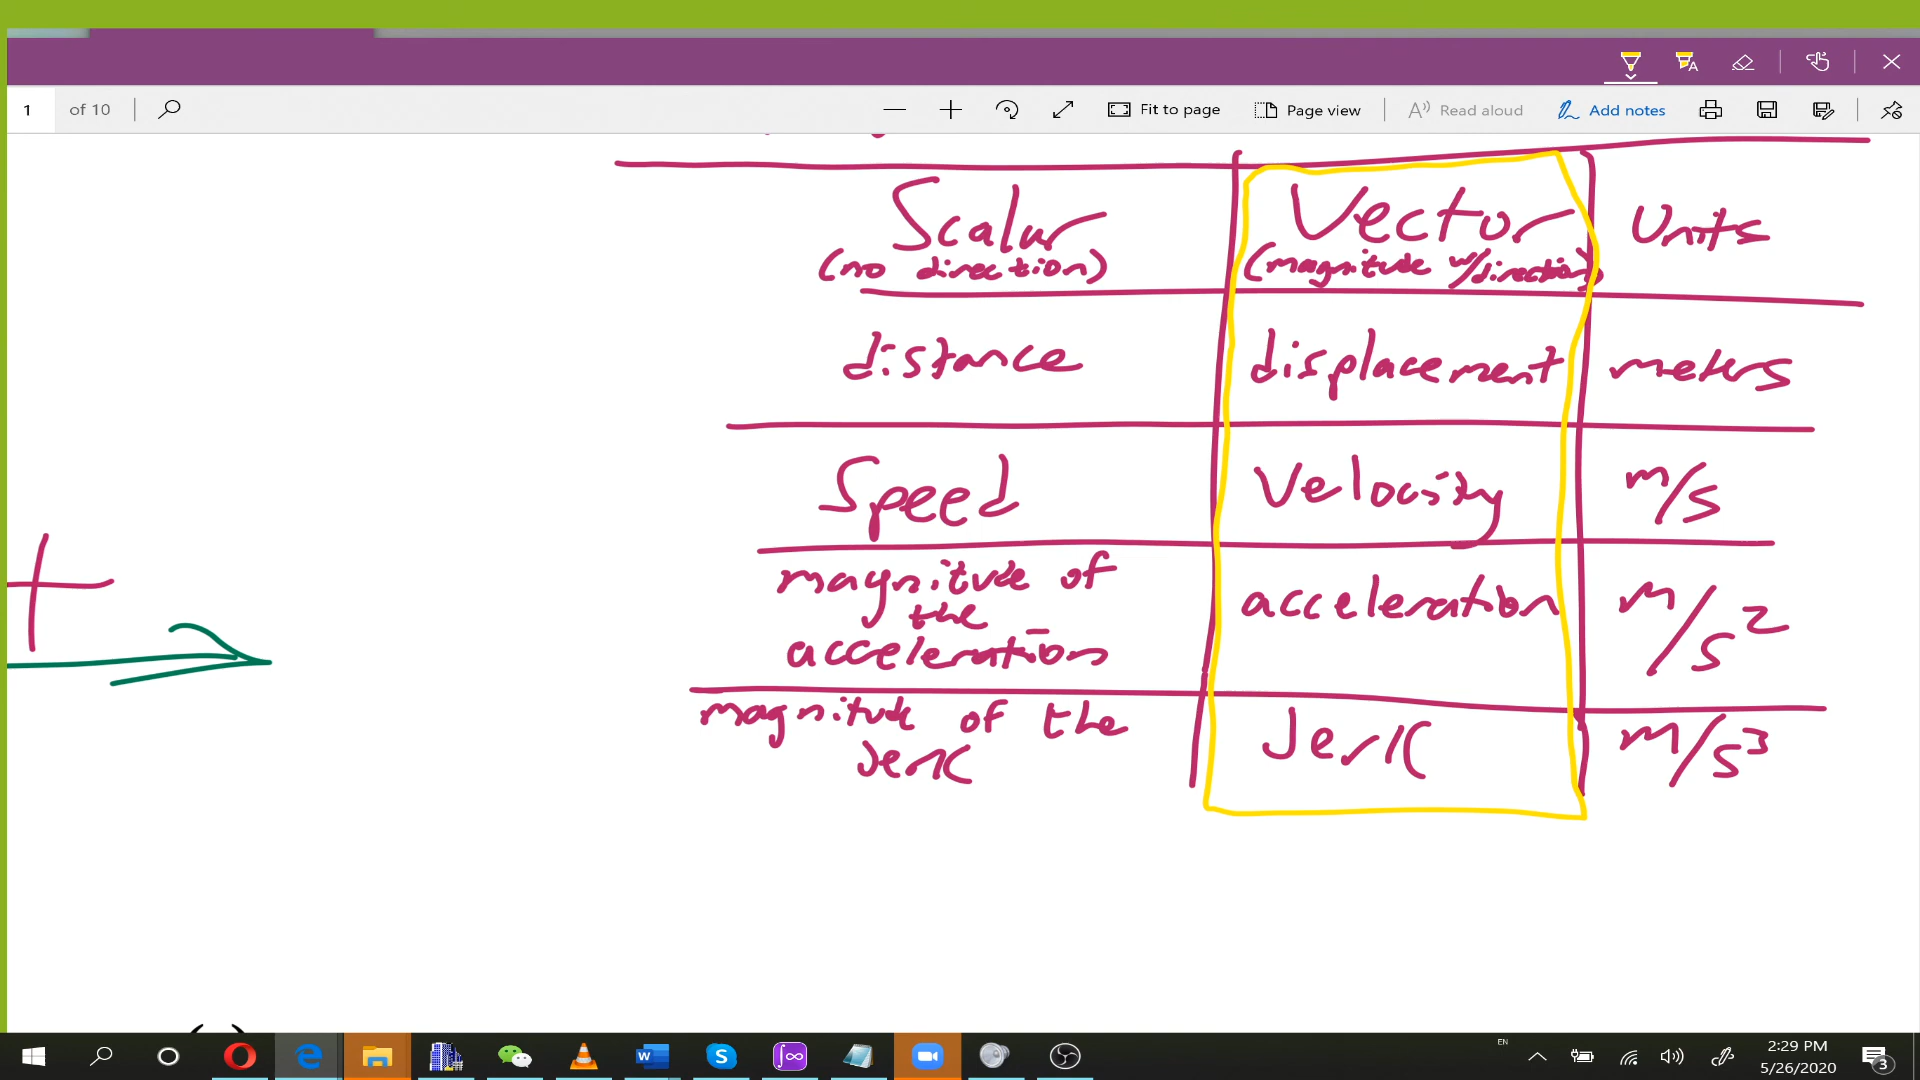 1 of 10 Fit to page Page view Read aloud Add notes
Scalar Vector Units
(no direction) (magnitude w/direction)
distance displacement meters
Speed Velocity m/s
magnitude of
the
acceleration acceleration m/s²
magnitude of the
Jerk Jerk m/s³
+
EN
2:29 PM
5/26/2020
3